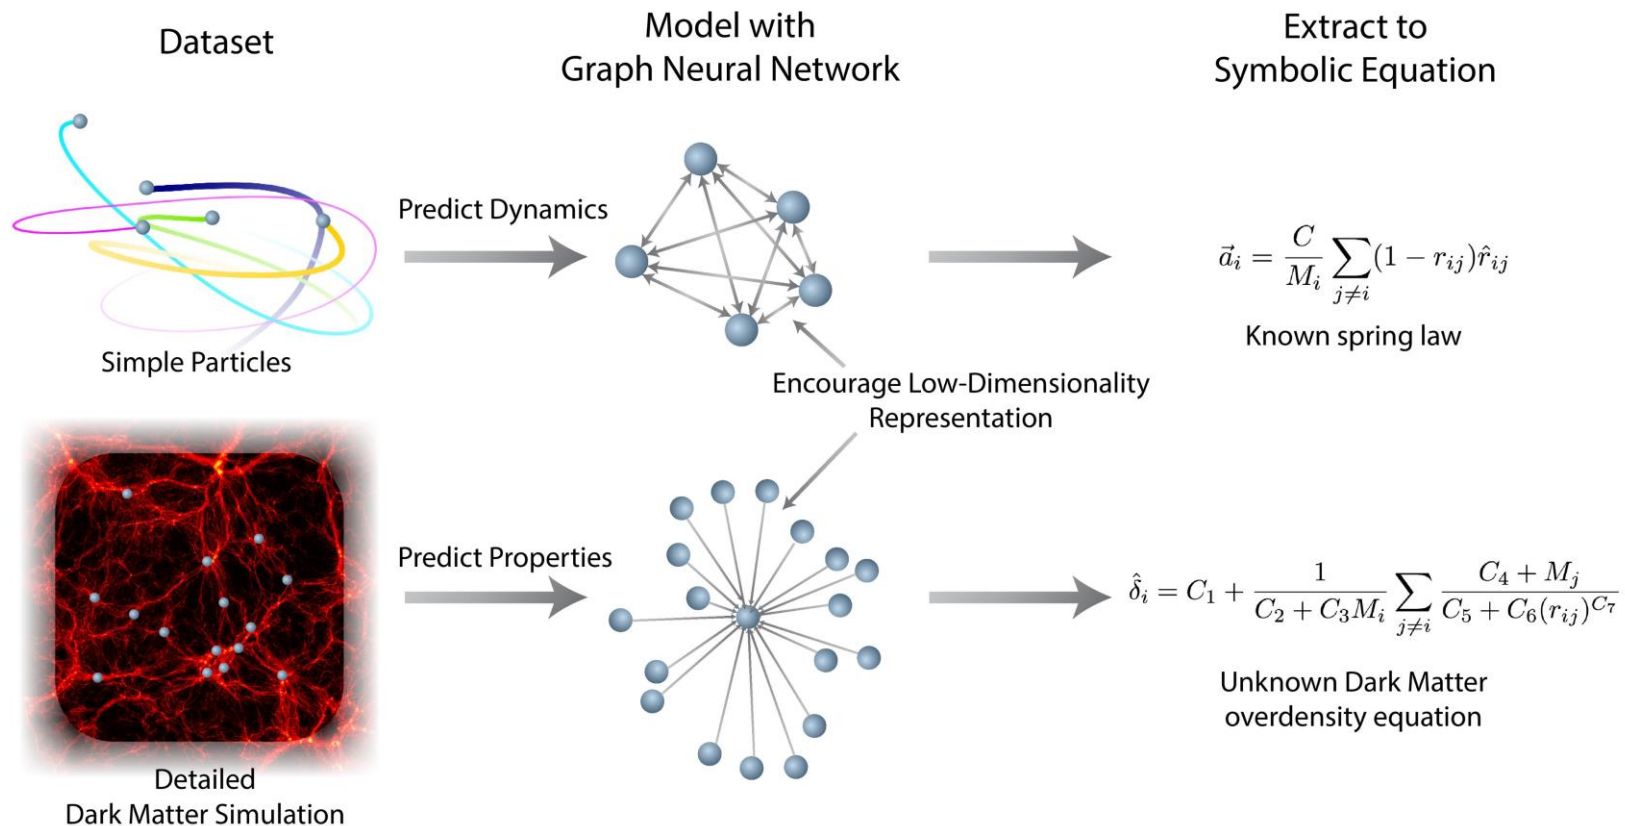 Dataset
Model with
Graph Neural Network
Extract to
Symbolic Equation
Predict Dynamics
Simple Particles
$\vec{a}_i = \frac{C}{M_i} \sum_{j \neq i} (1 - r_{ij}) \hat{r}_{ij}$
Known spring law
Encourage Low-Dimensionality
Representation
Predict Properties
Detailed
Dark Matter Simulation
$\hat{\delta}_i = C_1 + \frac{1}{C_2 + C_3 M_i} \sum_{j \neq i} \frac{C_4 + M_j}{C_5 + C_6 (r_{ij})^{C_7}}$
Unknown Dark Matter
overdensity equation